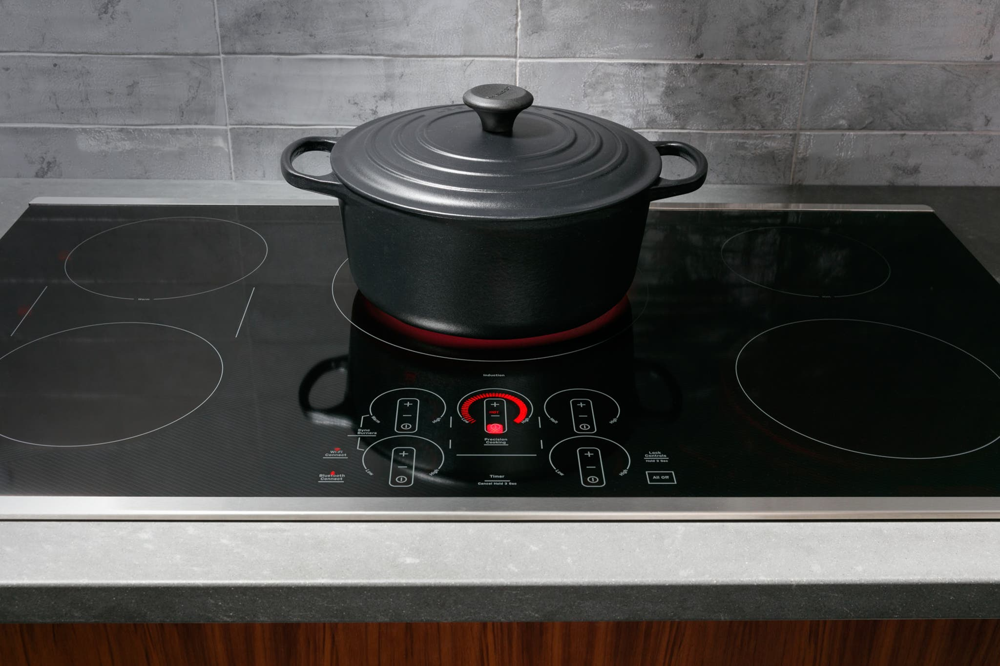 Warm
Melt
Induction
+
+
+
HOT
−
−
−
Warm
High
Low
High
Melt
High
Sync
Burners
Precision
Cooking
Wi-Fi
Connect
+
+
Lock
Controls
Hold 3 Sec
−
−
Low
High
Low
High
Bluetooth
Connect
Timer
Cancel Hold 3 Sec
All Off